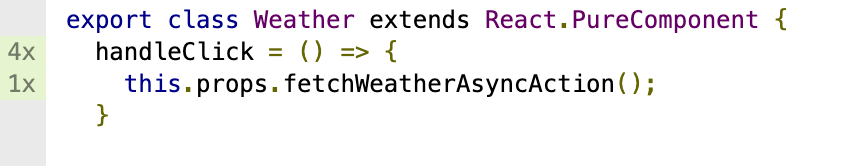 export class Weather extends React.PureComponent {
4x handleClick = () => {
1x this.props.fetchWeatherAsyncAction();
}